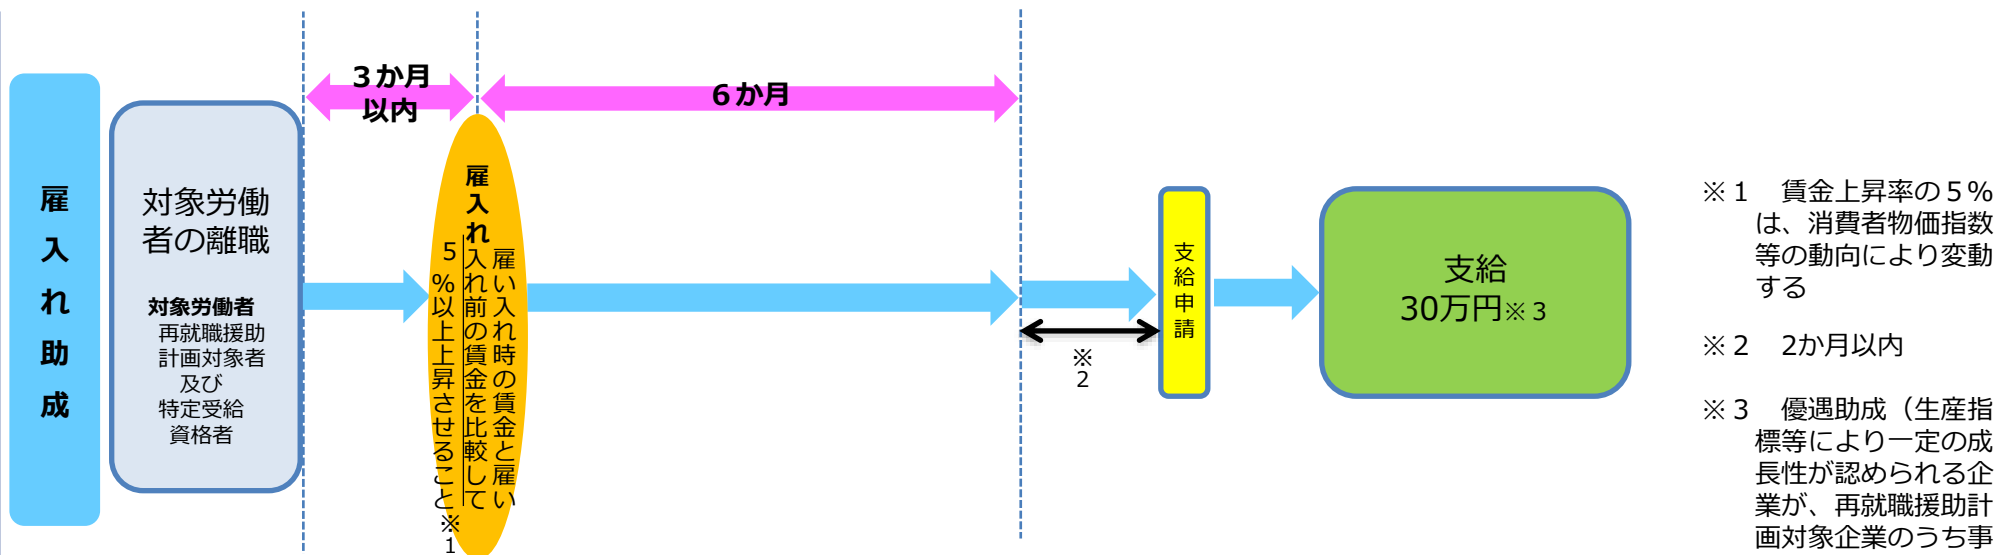 雇入れ助成
対象労働
者の離職
対象労働者
再就職援助
計画対象者
及び
特定受給
資格者
３か月
以内
６か月
雇入れ
雇い入れ時の賃金と雇い
入れ前の賃金を比較して
５％以上上昇させること※1
※2
支給申請
支給
30万円※３
※１　賃金上昇率の５％
は、消費者物価指数
等の動向により変動
する
※２　2か月以内
※３　優遇助成（生産指
標等により一定の成
長性が認められる企
業が、再就職援助計
画対象企業のうち事